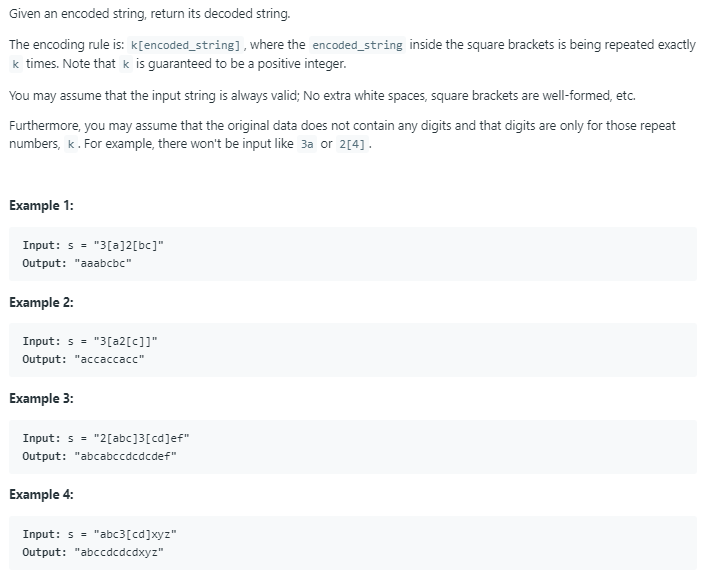 Given an encoded string, return its decoded string.
The encoding rule is: k[encoded_string], where the encoded_string inside the square brackets is being repeated exactly
k times. Note that k is guaranteed to be a positive integer.
You may assume that the input string is always valid; No extra white spaces, square brackets are well-formed, etc.
Furthermore, you may assume that the original data does not contain any digits and that digits are only for those repeat
numbers, k. For example, there won't be input like 3a or 2[4].
Example 1:
Input: s = "3[a]2[bc]"
Output: "aaabcbc"
Example 2:
Input: s = "3[a2[c]]"
Output: "accaccacc"
Example 3:
Input: s = "2[abc]3[cd]ef"
Output: "abcabccdcdcdef"
Example 4:
Input: s = "abc3[cd]xyz"
Output: "abccdcdcdxyz"